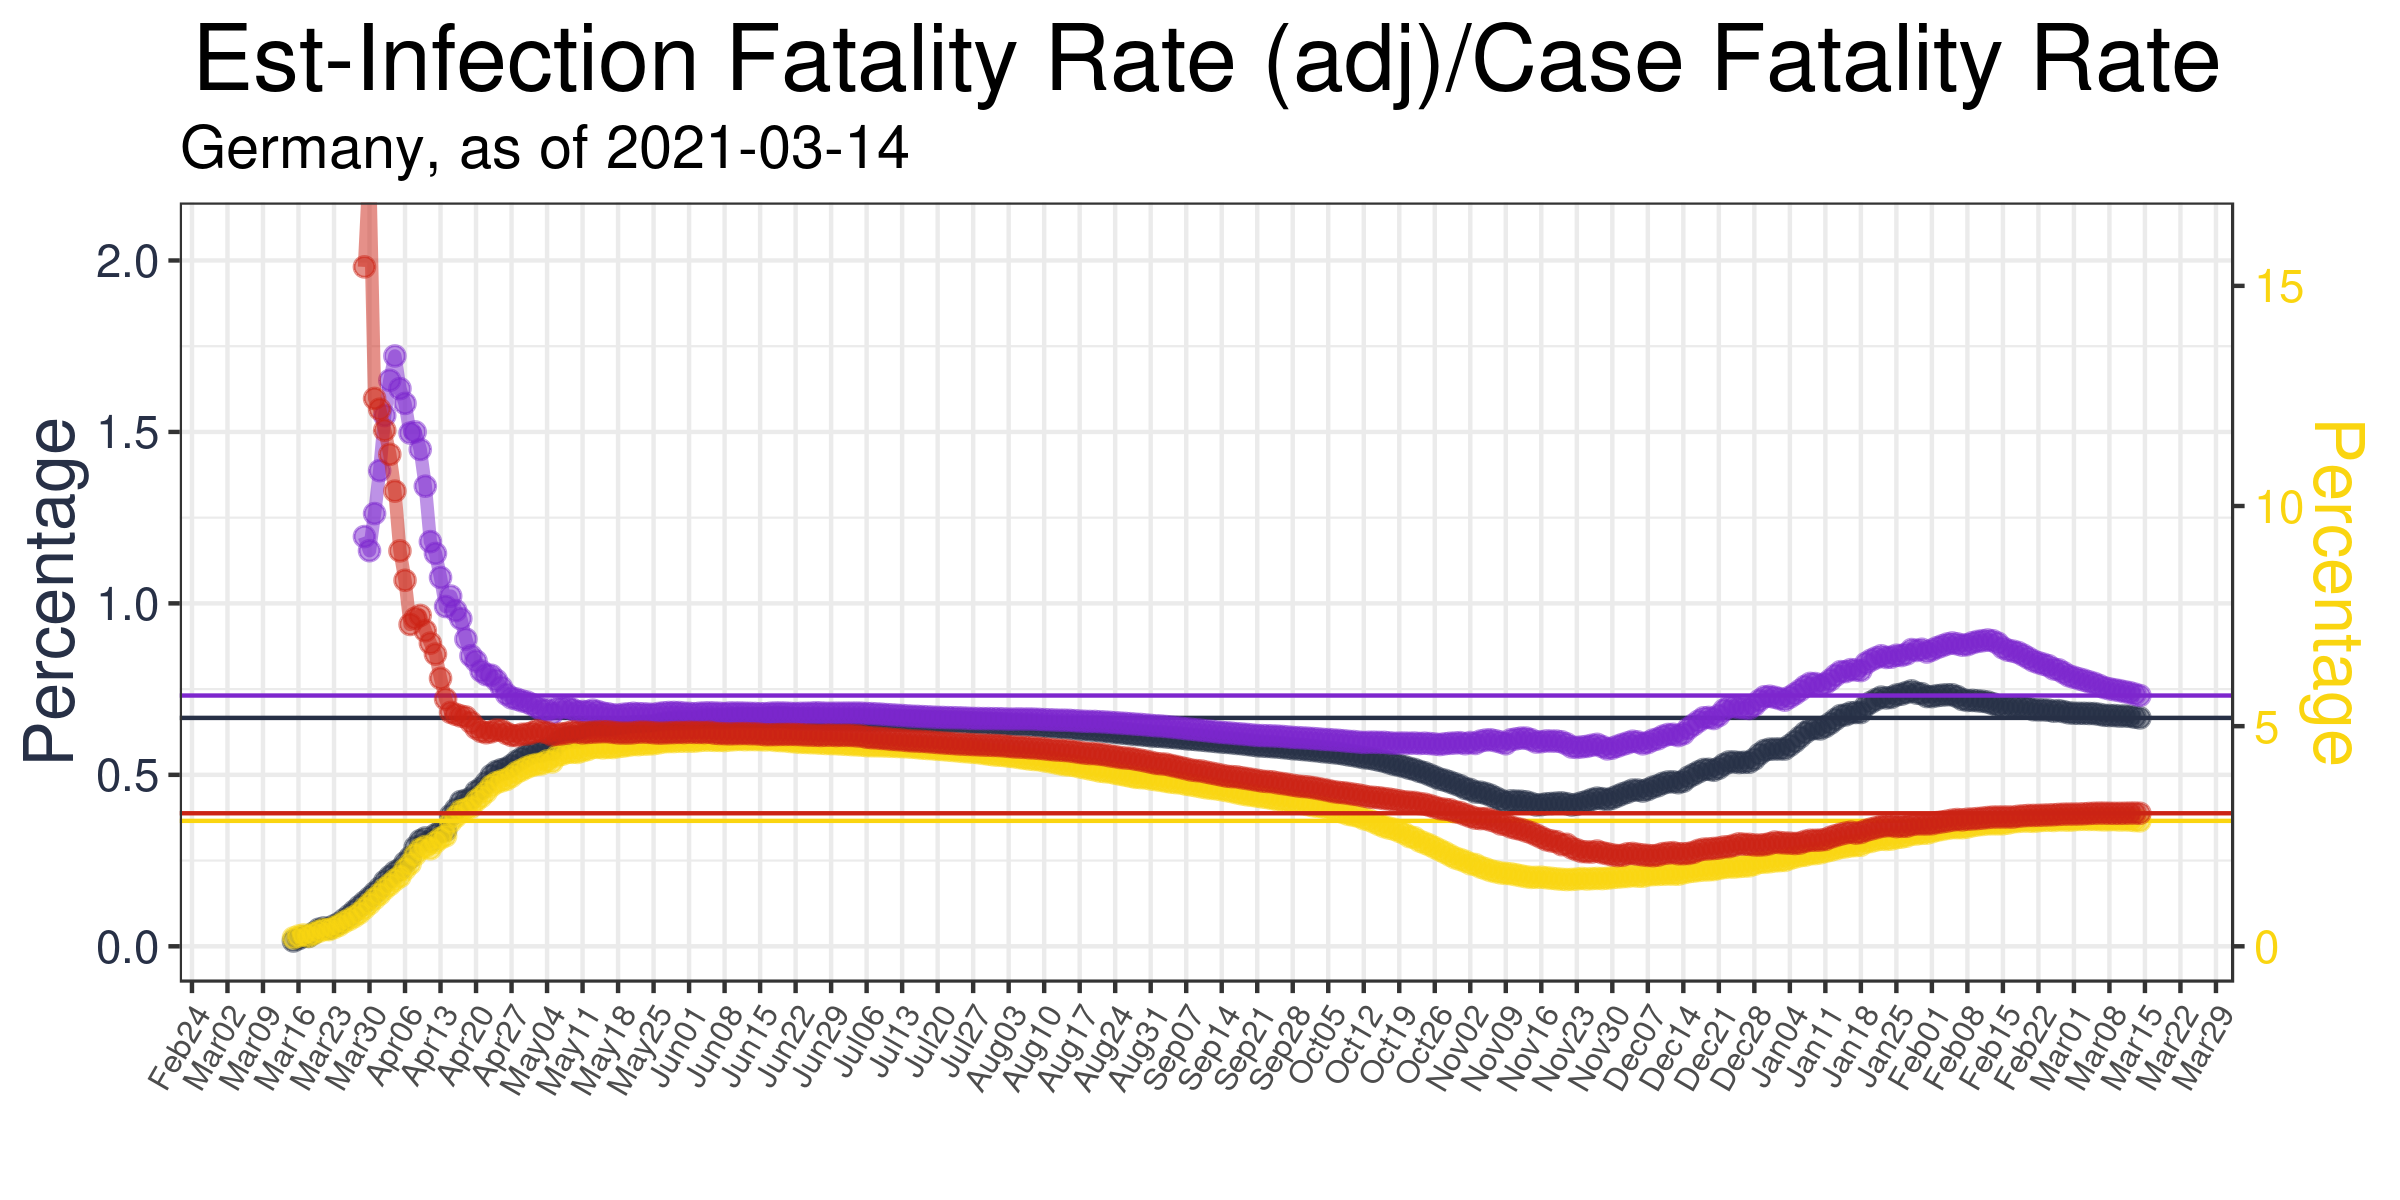 Est-Infection Fatality Rate (adj)/Case Fatality Rate
Germany, as of 2021-03-14
Percentage
2.0
1.5
1.0
0.5
0.0
15
10
5
0
Percentage
Feb24
Mar02
Mar09
Mar16
Mar23
Mar30
Apr06
Apr13
Apr20
Apr27
May04
May11
May18
May25
Jun01
Jun08
Jun15
Jun22
Jun29
Jul06
Jul13
Jul20
Jul27
Aug03
Aug10
Aug17
Aug24
Aug31
Sep07
Sep14
Sep21
Sep28
Oct05
Oct12
Oct19
Oct26
Nov02
Nov09
Nov16
Nov23
Nov30
Dec07
Dec14
Dec21
Dec28
Jan04
Jan11
Jan18
Jan25
Feb01
Feb08
Feb15
Feb22
Mar01
Mar08
Mar15
Mar22
Mar29